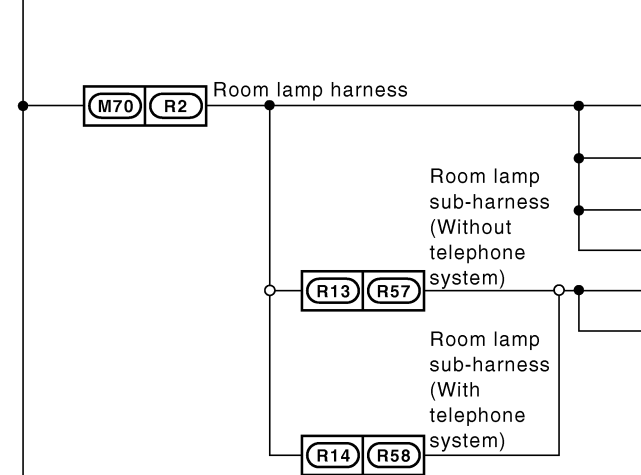 Room lamp harness
M70 R2
Room lamp
sub-harness
(Without
telephone
system)
R13 R57
Room lamp
sub-harness
(With
telephone
system)
R14 R58